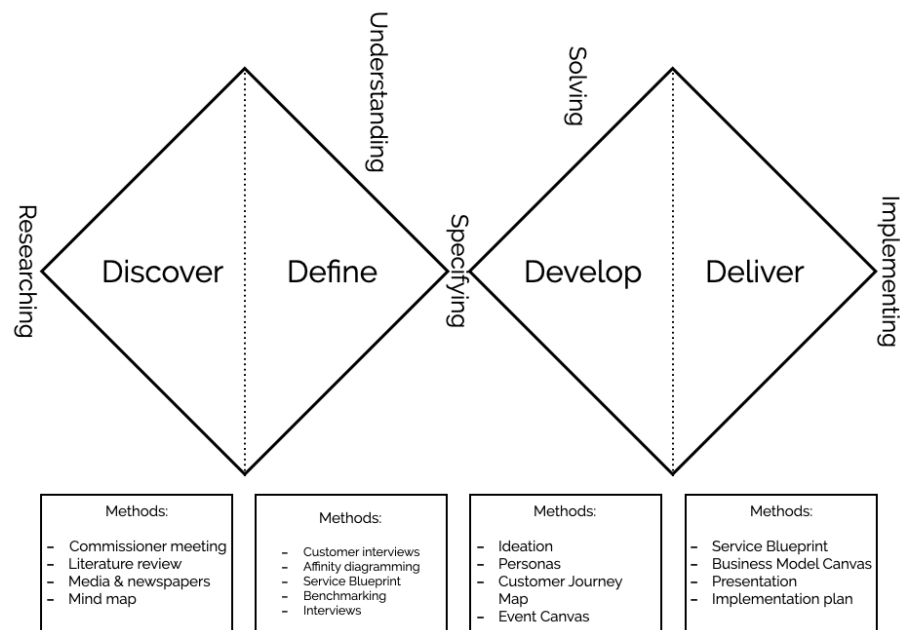 Understanding
Solving
Researching
Specifying
Implementing
Discover
Define
Develop
Deliver
Methods:
- Commissioner meeting
- Literature review
- Media & newspapers
- Mind map
Methods:
- Customer interviews
- Affinity diagramming
- Service Blueprint
- Benchmarking
- Interviews
Methods:
- Ideation
- Personas
- Customer Journey
Map
- Event Canvas
Methods:
- Service Blueprint
- Business Model Canvas
- Presentation
- Implementation plan